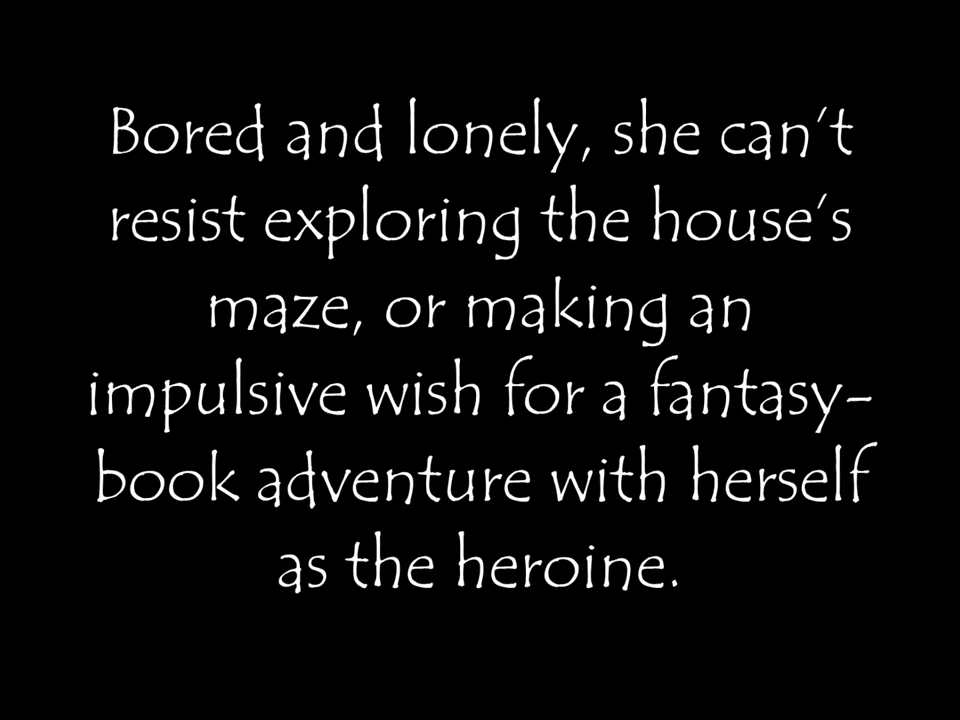 Bored and lonely, she can't
resist exploring the house's
maze, or making an
impulsive wish for a fantasy-
book adventure with herself
as the heroine.